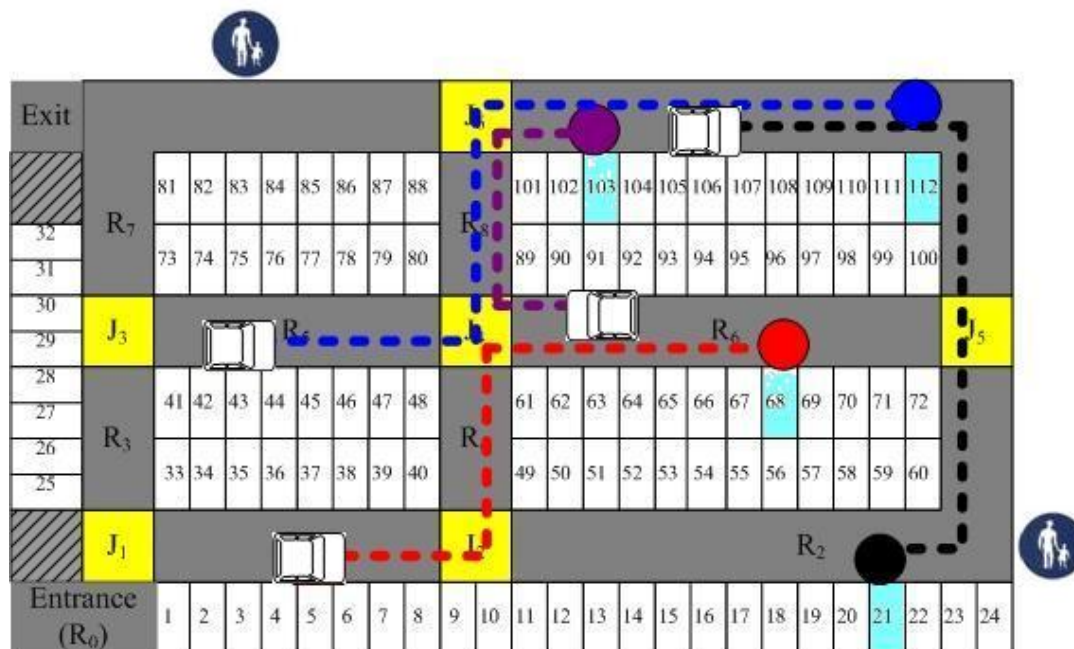 Exit
81 82 83 84 85 86 87 88 101 102 103 104 105 106 107 108 109 110 111 112
32
R₇ R₈
31
73 74 75 76 77 78 79 80 89 90 91 92 93 94 95 96 97 98 99 100
30
J₃ R₆ J₅
29
28
41 42 43 44 45 46 47 48 61 62 63 64 65 66 67 68 69 70 71 72
27
R₃ R
26
33 34 35 36 37 38 39 40 49 50 51 52 53 54 55 56 57 58 59 60
25
J₁ R₂
Entrance
(R₀)
1 2 3 4 5 6 7 8 9 10 11 12 13 14 15 16 17 18 19 20 21 22 23 24